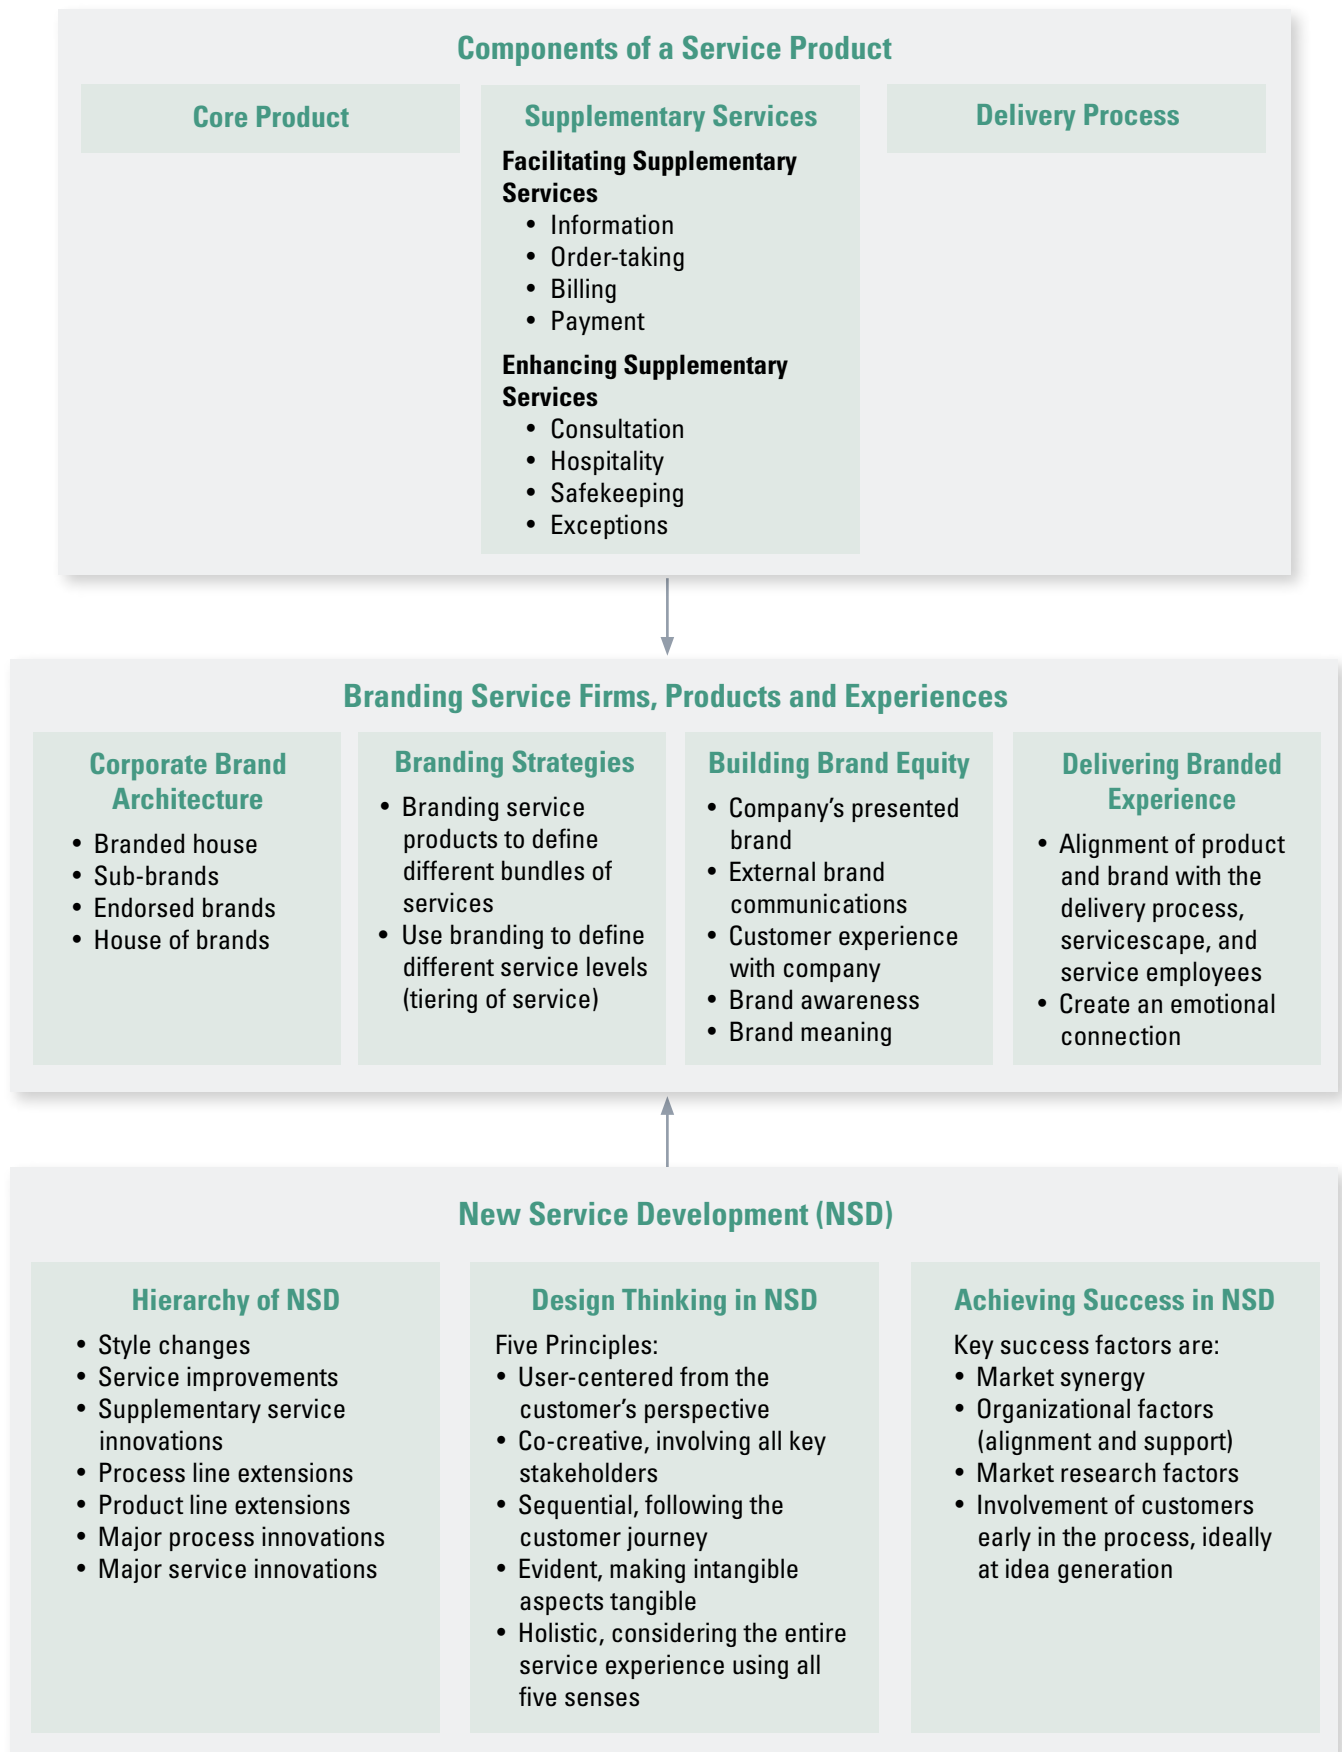 Components of a Service Product
Core Product
Supplementary Services
Facilitating Supplementary
Services
• Information
• Order-taking
• Billing
• Payment
Enhancing Supplementary
Services
• Consultation
• Hospitality
• Safekeeping
• Exceptions
Delivery Process
Branding Service Firms, Products and Experiences
Corporate Brand
Architecture
• Branded house
• Sub-brands
• Endorsed brands
• House of brands
Branding Strategies
• Branding service
products to define
different bundles of
services
• Use branding to define
different service levels
(tiering of service)
Building Brand Equity
• Company’s presented
brand
• External brand
communications
• Customer experience
with company
• Brand awareness
• Brand meaning
Delivering Branded
Experience
• Alignment of product
and brand with the
delivery process,
servicescape, and
service employees
• Create an emotional
connection
New Service Development (NSD)
Hierarchy of NSD
• Style changes
• Service improvements
• Supplementary service
innovations
• Process line extensions
• Product line extensions
• Major process innovations
• Major service innovations
Design Thinking in NSD
Five Principles:
• User-centered from the
customer’s perspective
• Co-creative, involving all key
stakeholders
• Sequential, following the
customer journey
• Evident, making intangible
aspects tangible
• Holistic, considering the entire
service experience using all
five senses
Achieving Success in NSD
Key success factors are:
• Market synergy
• Organizational factors
(alignment and support)
• Market research factors
• Involvement of customers
early in the process, ideally
at idea generation